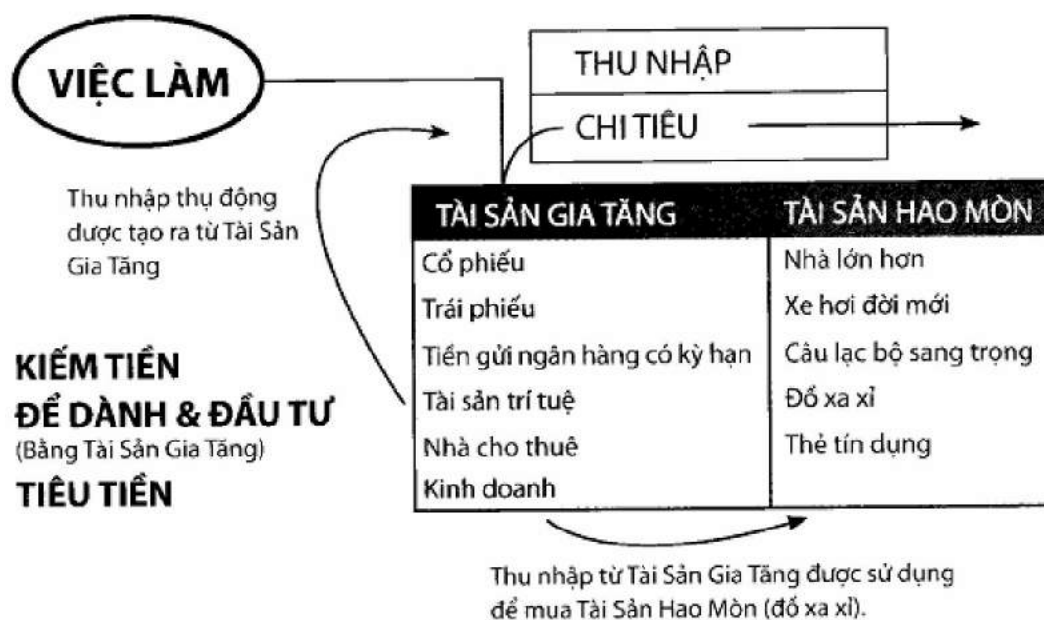 VIỆC LÀM
THU NHẬP
CHI TIÊU
Thu nhập thụ động
được tạo ra từ Tài Sản
Gia Tăng
TÀI SẢN GIA TĂNG
Cổ phiếu
Trái phiếu
Tiền gửi ngân hàng có kỳ hạn
Tài sản trí tuệ
Nhà cho thuê
Kinh doanh
TÀI SẢN HAO MÒN
Nhà lớn hơn
Xe hơi đời mới
Câu lạc bộ sang trọng
Đồ xa xỉ
Thẻ tín dụng
KIẾM TIỀN
ĐỂ DÀNH & ĐẦU TƯ
(Bằng Tài Sản Gia Tăng)
TIÊU TIỀN
Thu nhập từ Tài Sản Gia Tăng được sử dụng
để mua Tài Sản Hao Mòn (đồ xa xỉ).